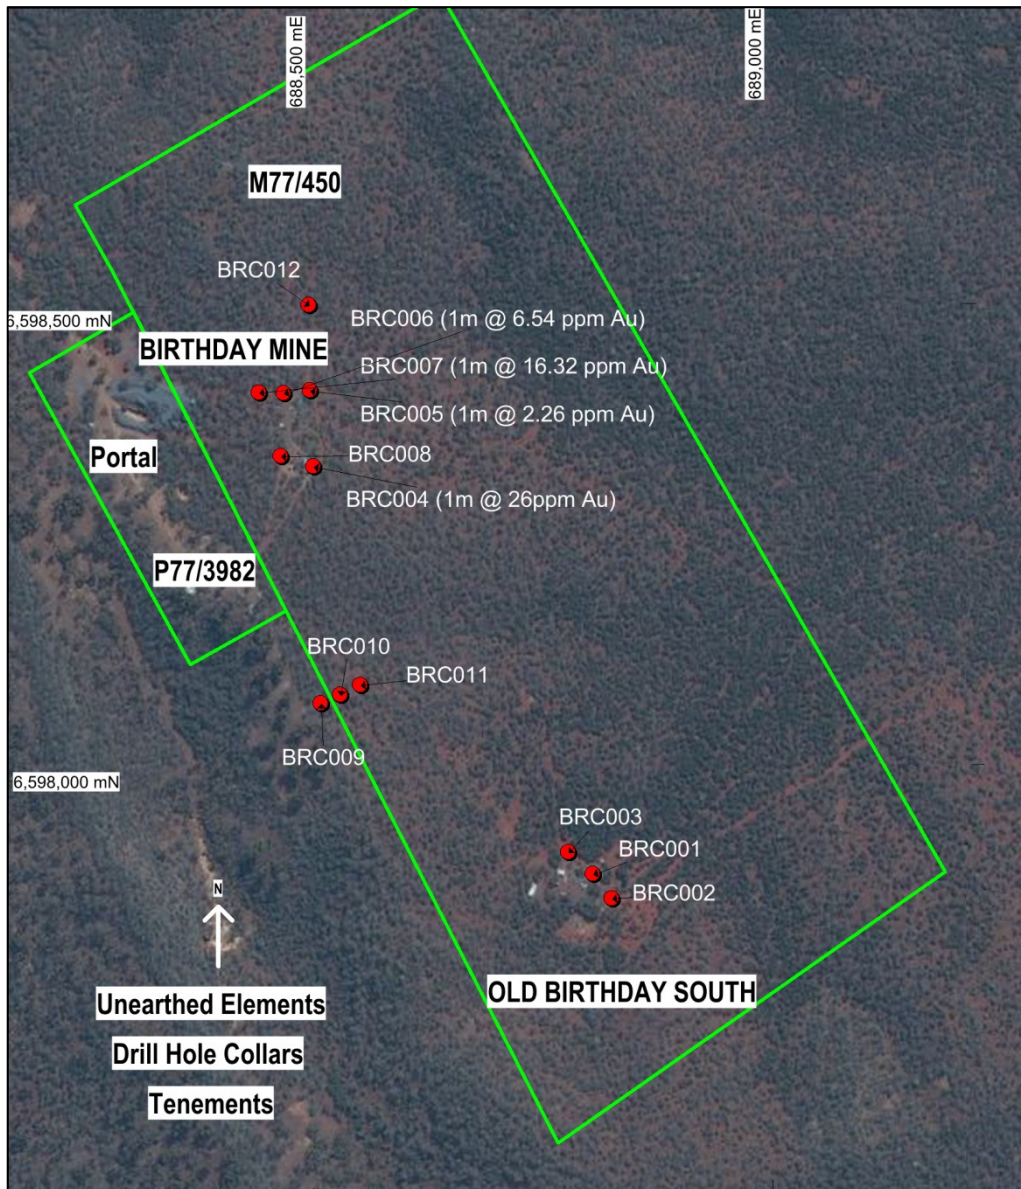 688,500 mE
689,000 mE
M77/450
BRC012
6,598,500 mN
BRC006 (1m @ 6.54 ppm Au)
BIRTHDAY MINE
BRC007 (1m @ 16.32 ppm Au)
BRC005 (1m @ 2.26 ppm Au)
Portal
BRC008
BRC004 (1m @ 26ppm Au)
P77/3982
BRC010
BRC011
BRC009
6,598,000 mN
BRC003
BRC001
BRC002
N
OLD BIRTHDAY SOUTH
Unearthed Elements
Drill Hole Collars
Tenements